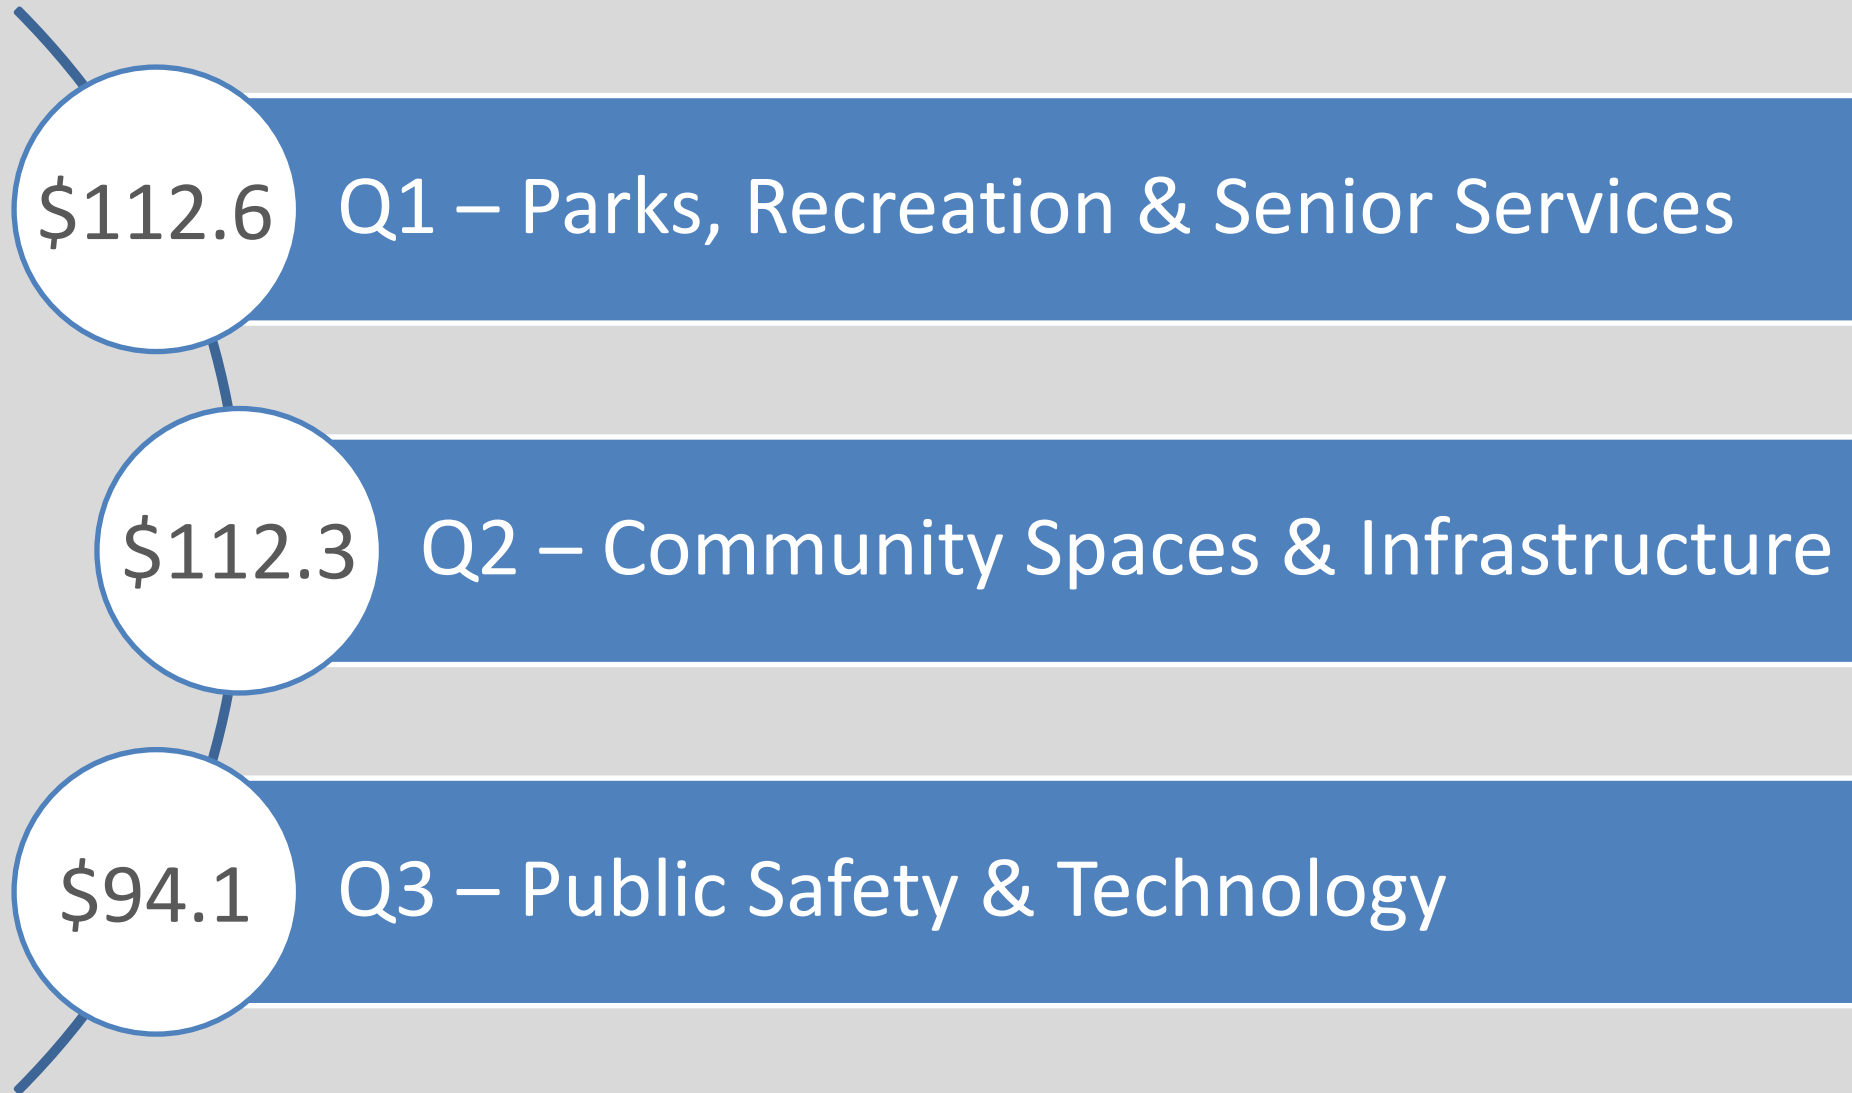 $112.6
Q1 – Parks, Recreation & Senior Services
$112.3
Q2 – Community Spaces & Infrastructure
$94.1
Q3 – Public Safety & Technology